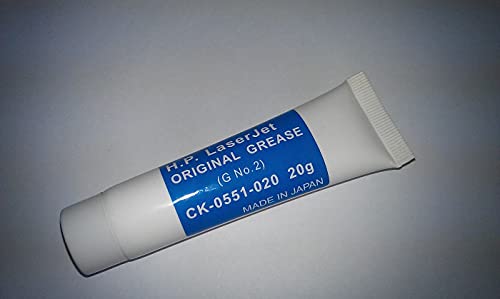 H.P. LaserJet
ORIGINAL GREASE
(G No.2)
CK-0551-020 20g
MADE IN JAPAN